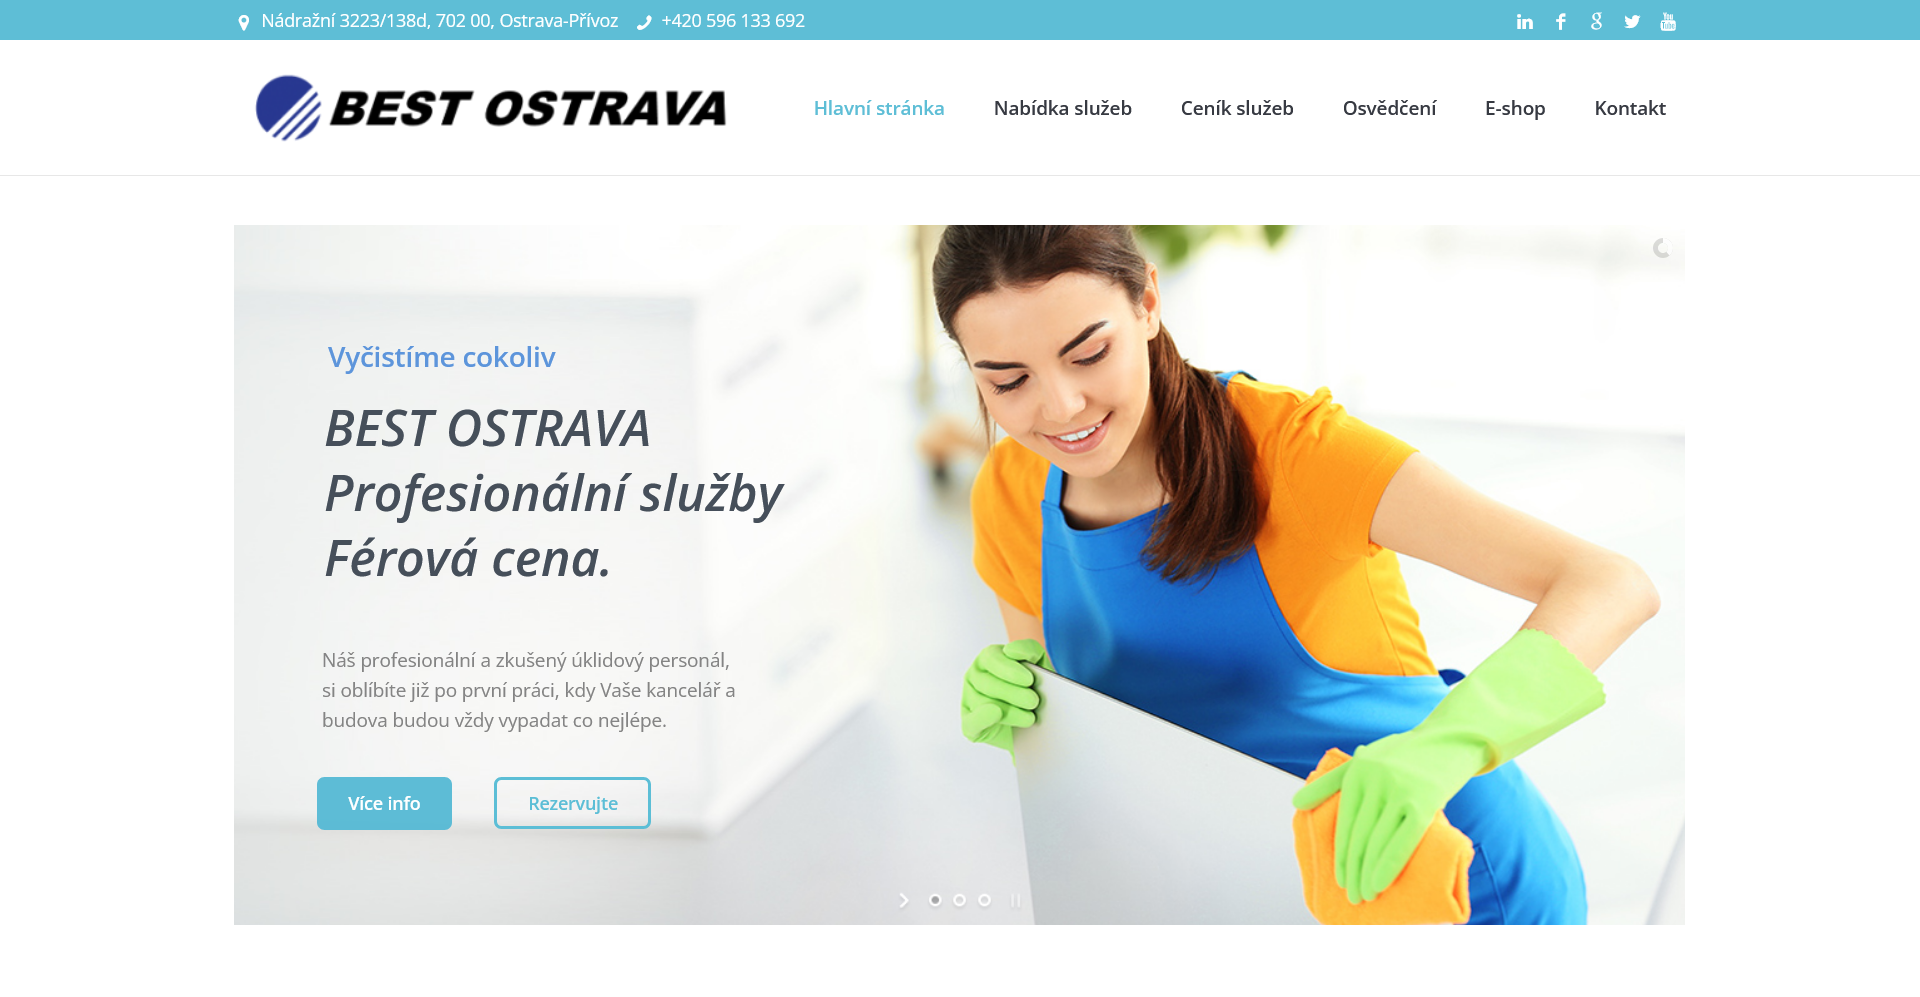 Nádražní 3223/138d, 702 00, Ostrava-Přívoz +420 596 133 692
BEST OSTRAVA
Hlavní stránka Nabídka služeb Ceník služeb Osvědčení E-shop Kontakt
Vyčistíme cokoliv
BEST OSTRAVA
Profesionální služby
Férová cena.
Náš profesionální a zkušený úklidový personál,
si oblíbíte již po první práci, kdy Vaše kancelář a
budova budou vždy vypadat co nejlépe.
Více info Rezervujte